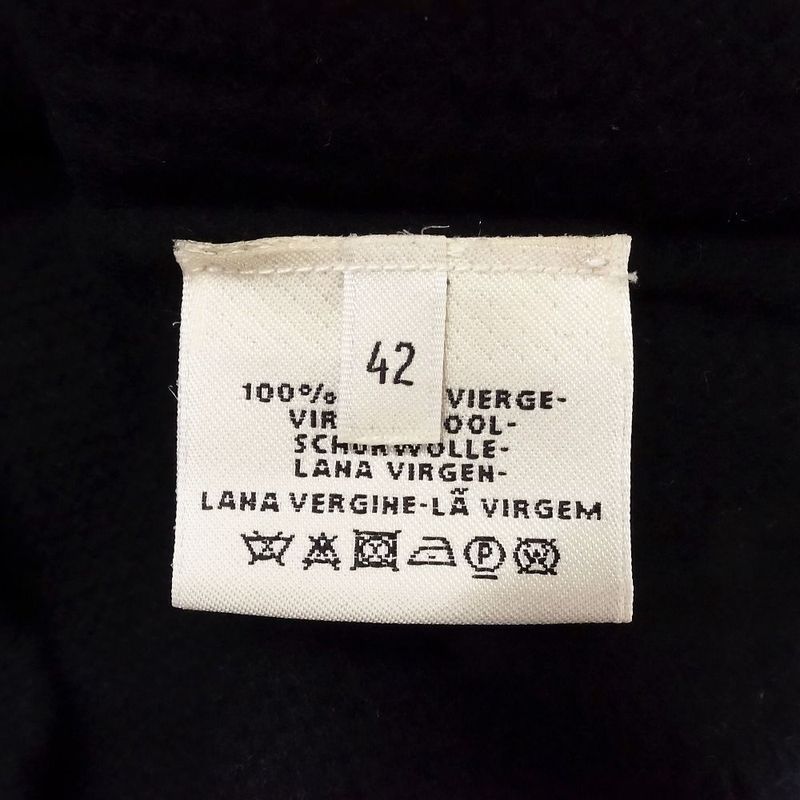 42
100% VIERGE-
VIR OOL-
SCHURWOLLE-
LANA VIRGEN-
LANA VERGINE-LÃ VIRGEM
P
W